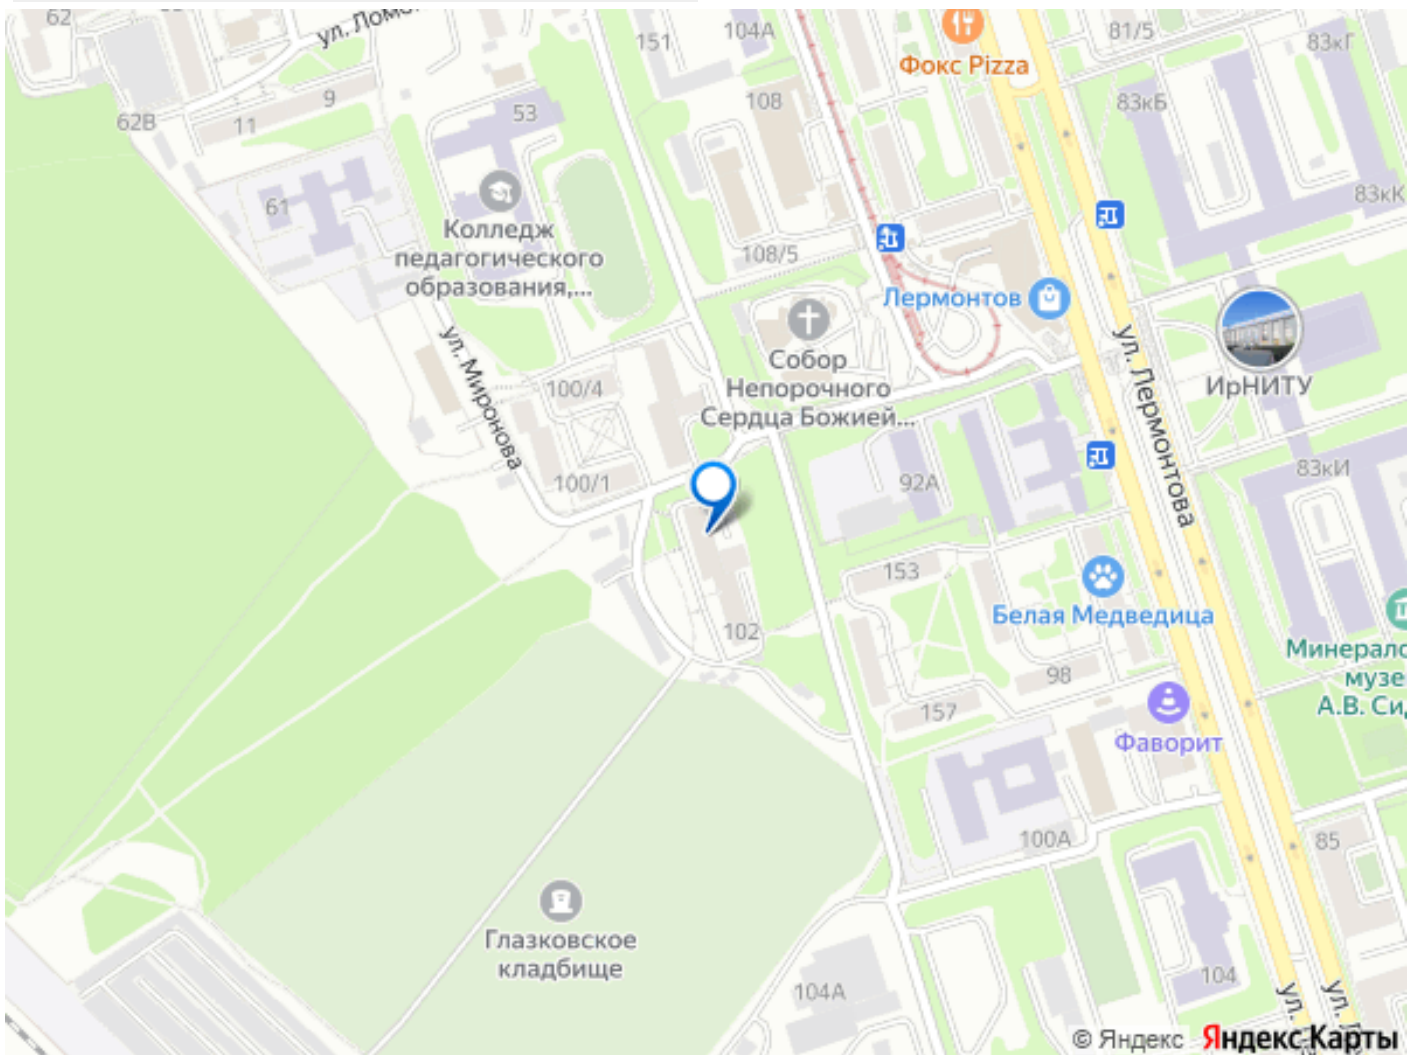 62
ул. Ломо
151
104А
Фокс Pizza
81/5
83кГ
62В
11
9
53
108
83кБ
61
83кК
Колледж
педагогического
образования,...
108/5
Лермонтов
Собор
Непорочного
Сердца Божией...
ул. Лермонтова
ИрНИТУ
ул. Миронова
100/4
100/1
92А
83кИ
153
Белая Медведица
102
98
157
Фаворит
Минерало
музе
А.В. Сид
100А
85
Глазковское
кладбище
104А
104
ул.
ул. Л
© Яндекс Яндекс Карты